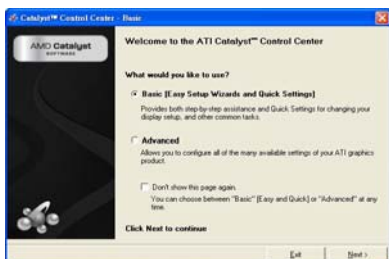 Catalyst™ Control Center - Basic
AMD Catalyst
SOFTWARE
Welcome to the ATI Catalyst™ Control Center
What would you like to use?
Basic [Easy Setup Wizards and Quick Settings]
Provides both step-by-step assistance and Quick Settings for changing your
display setup, and other common tasks.
Advanced
Allows you to configure all of the many available settings of your ATI graphics
product.
Don't show this page again.
You can choose between "Basic" [Easy and Quick] or "Advanced" at any
time.
Click Next to continue
Exit
Next >